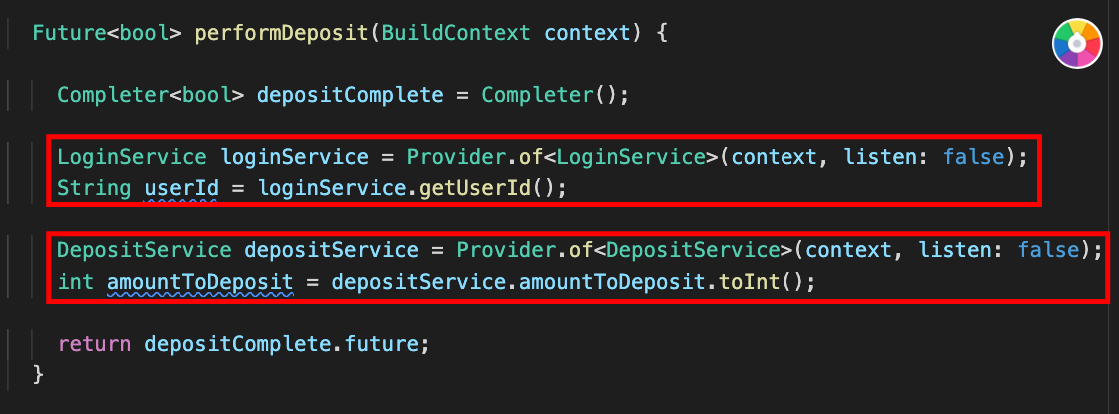 Future<bool> performDeposit(BuildContext context) {
Completer<bool> depositComplete = Completer();
LoginService loginService = Provider.of<LoginService>(context, listen: false);
String userId = loginService.getUserId();
DepositService depositService = Provider.of<DepositService>(context, listen: false);
int amountToDeposit = depositService.amountToDeposit.toInt();
return depositComplete.future;
}